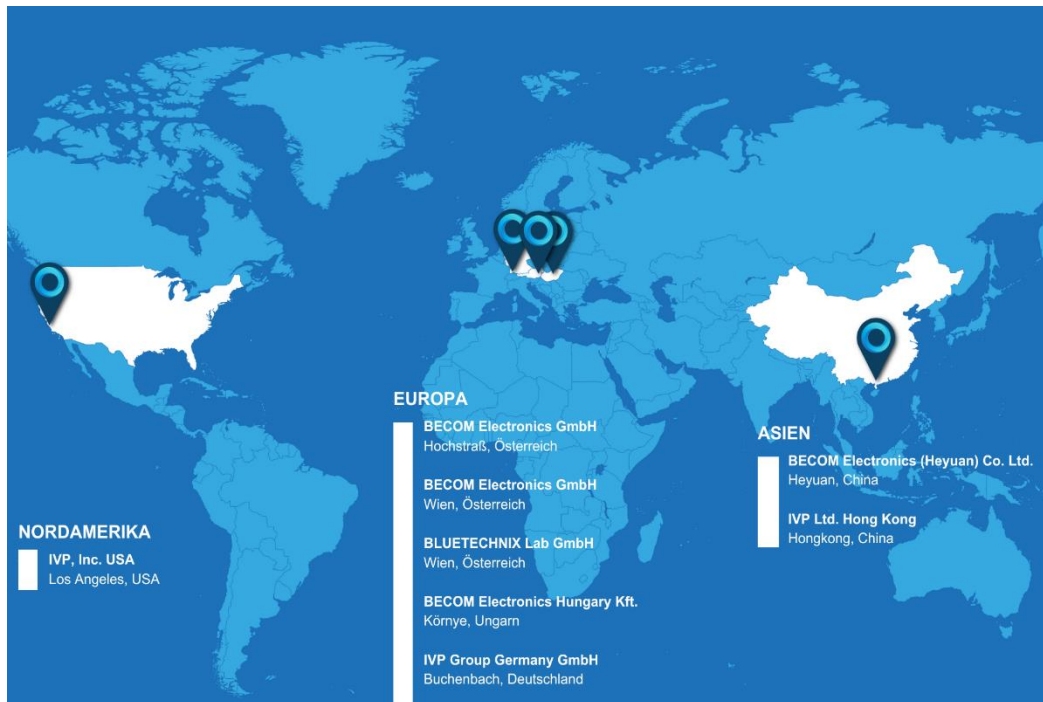 NORDAMERIKA
IVP, Inc. USA
Los Angeles, USA
EUROPA
BECOM Electronics GmbH
Hochstraß, Österreich
BECOM Electronics GmbH
Wien, Österreich
BLUETECHNIX Lab GmbH
Wien, Österreich
BECOM Electronics Hungary Kft.
Környe, Ungarn
IVP Group Germany GmbH
Buchenbach, Deutschland
ASIEN
BECOM Electronics (Heyuan) Co. Ltd.
Heyuan, China
IVP Ltd. Hong Kong
Hongkong, China